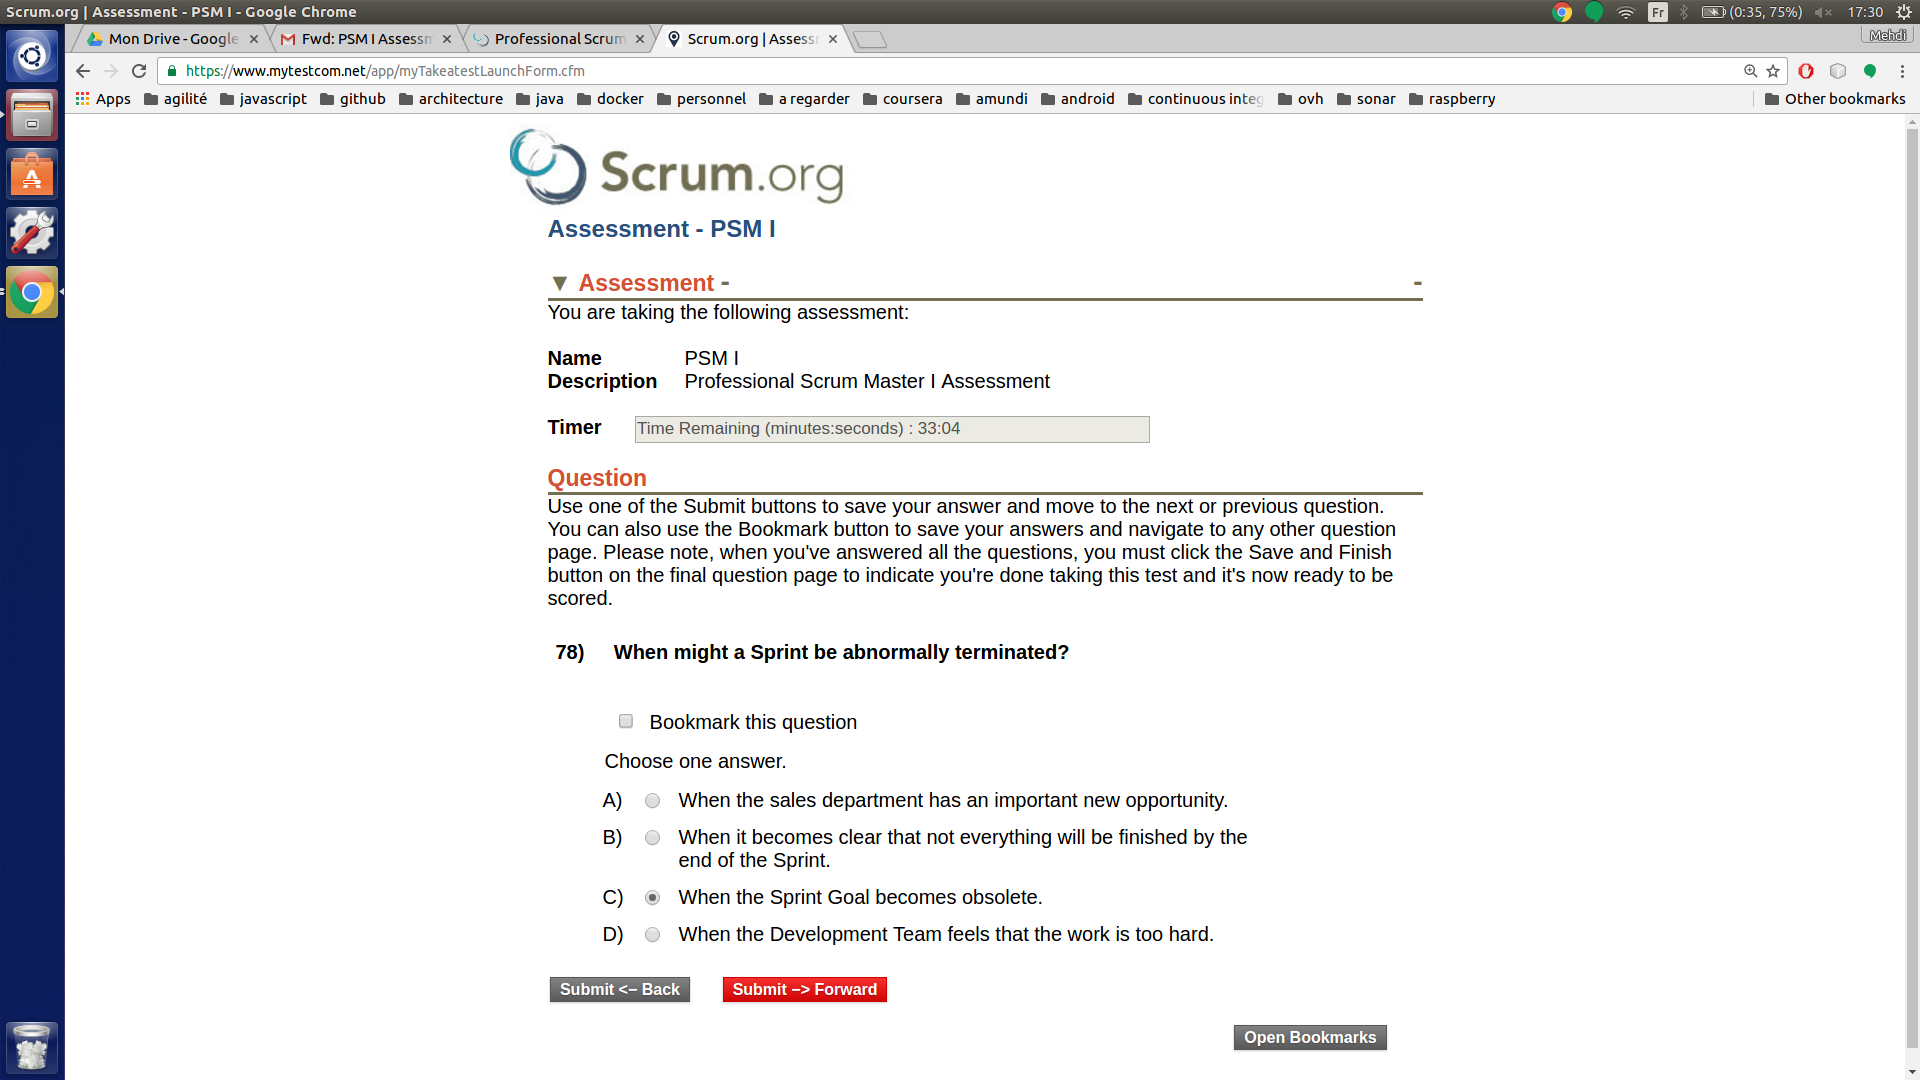 Scrum.org | Assessment - PSM I - Google Chrome
Fr
(0:35, 75%)
17:30
Mon Drive - Google
Fwd: PSM I Assessm
Professional Scrum
Scrum.org | Assess
Mehdi
https://www.mytestcom.net/app/myTakeatestLaunchForm.cfm
Apps
agilité
javascript
github
architecture
java
docker
personnel
a regarder
coursera
amundi
android
continuous integ
ovh
sonar
raspberry
Other bookmarks
Scrum.org
Assessment - PSM I
▼ Assessment -
-
You are taking the following assessment:
Name PSM I
Description Professional Scrum Master I Assessment
Timer Time Remaining (minutes:seconds) : 33:04
Question
Use one of the Submit buttons to save your answer and move to the next or previous question.
You can also use the Bookmark button to save your answers and navigate to any other question
page. Please note, when you've answered all the questions, you must click the Save and Finish
button on the final question page to indicate you're done taking this test and it's now ready to be
scored.
78) When might a Sprint be abnormally terminated?
Bookmark this question
Choose one answer.
A) When the sales department has an important new opportunity.
B) When it becomes clear that not everything will be finished by the
end of the Sprint.
C) When the Sprint Goal becomes obsolete.
D) When the Development Team feels that the work is too hard.
Submit <– Back
Submit –> Forward
Open Bookmarks